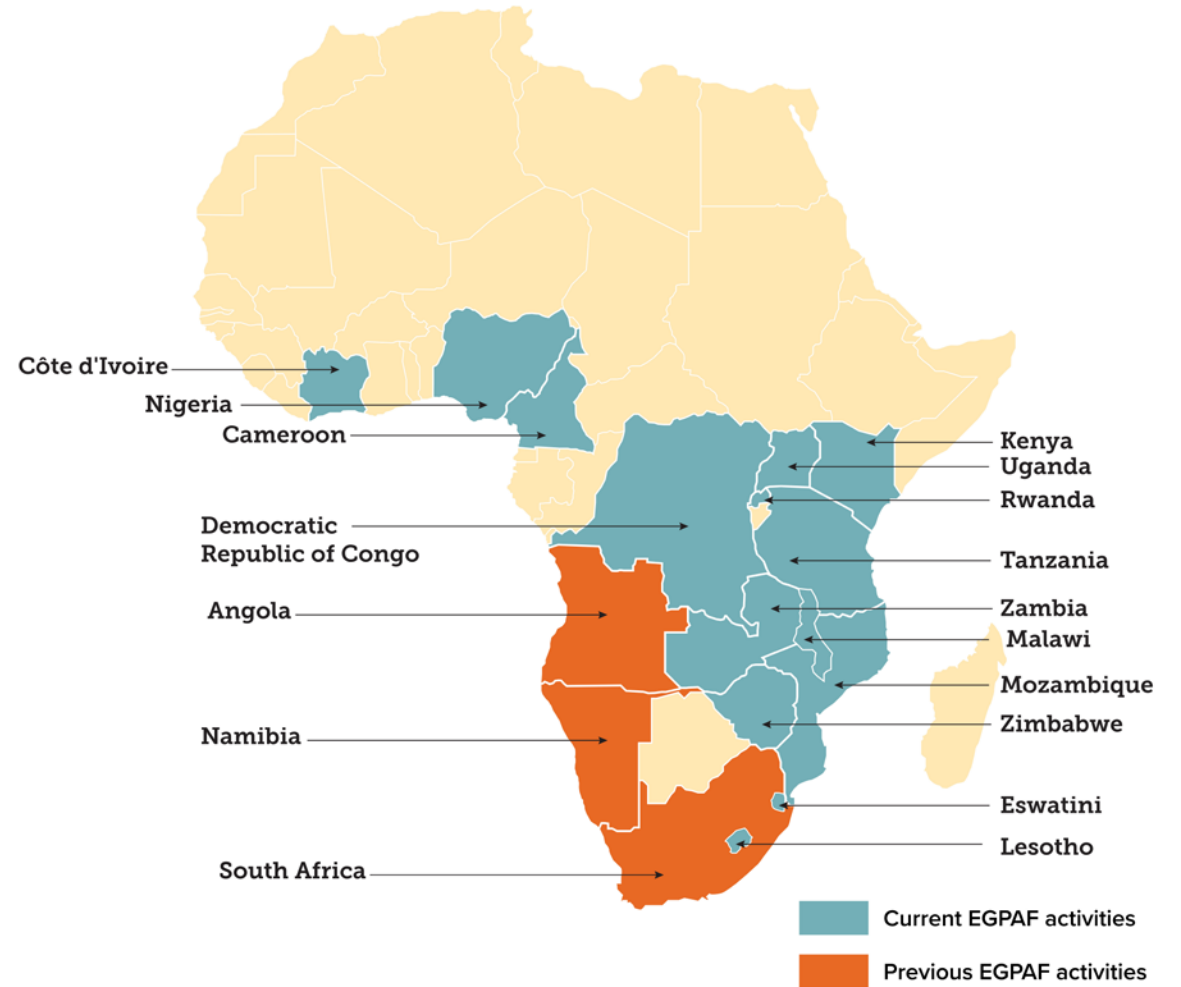 Côte d'Ivoire
Nigeria
Cameroon
Democratic
Republic of Congo
Angola
Namibia
South Africa
Kenya
Uganda
Rwanda
Tanzania
Zambia
Malawi
Mozambique
Zimbabwe
Eswatini
Lesotho
Current EGPAF activities
Previous EGPAF activities